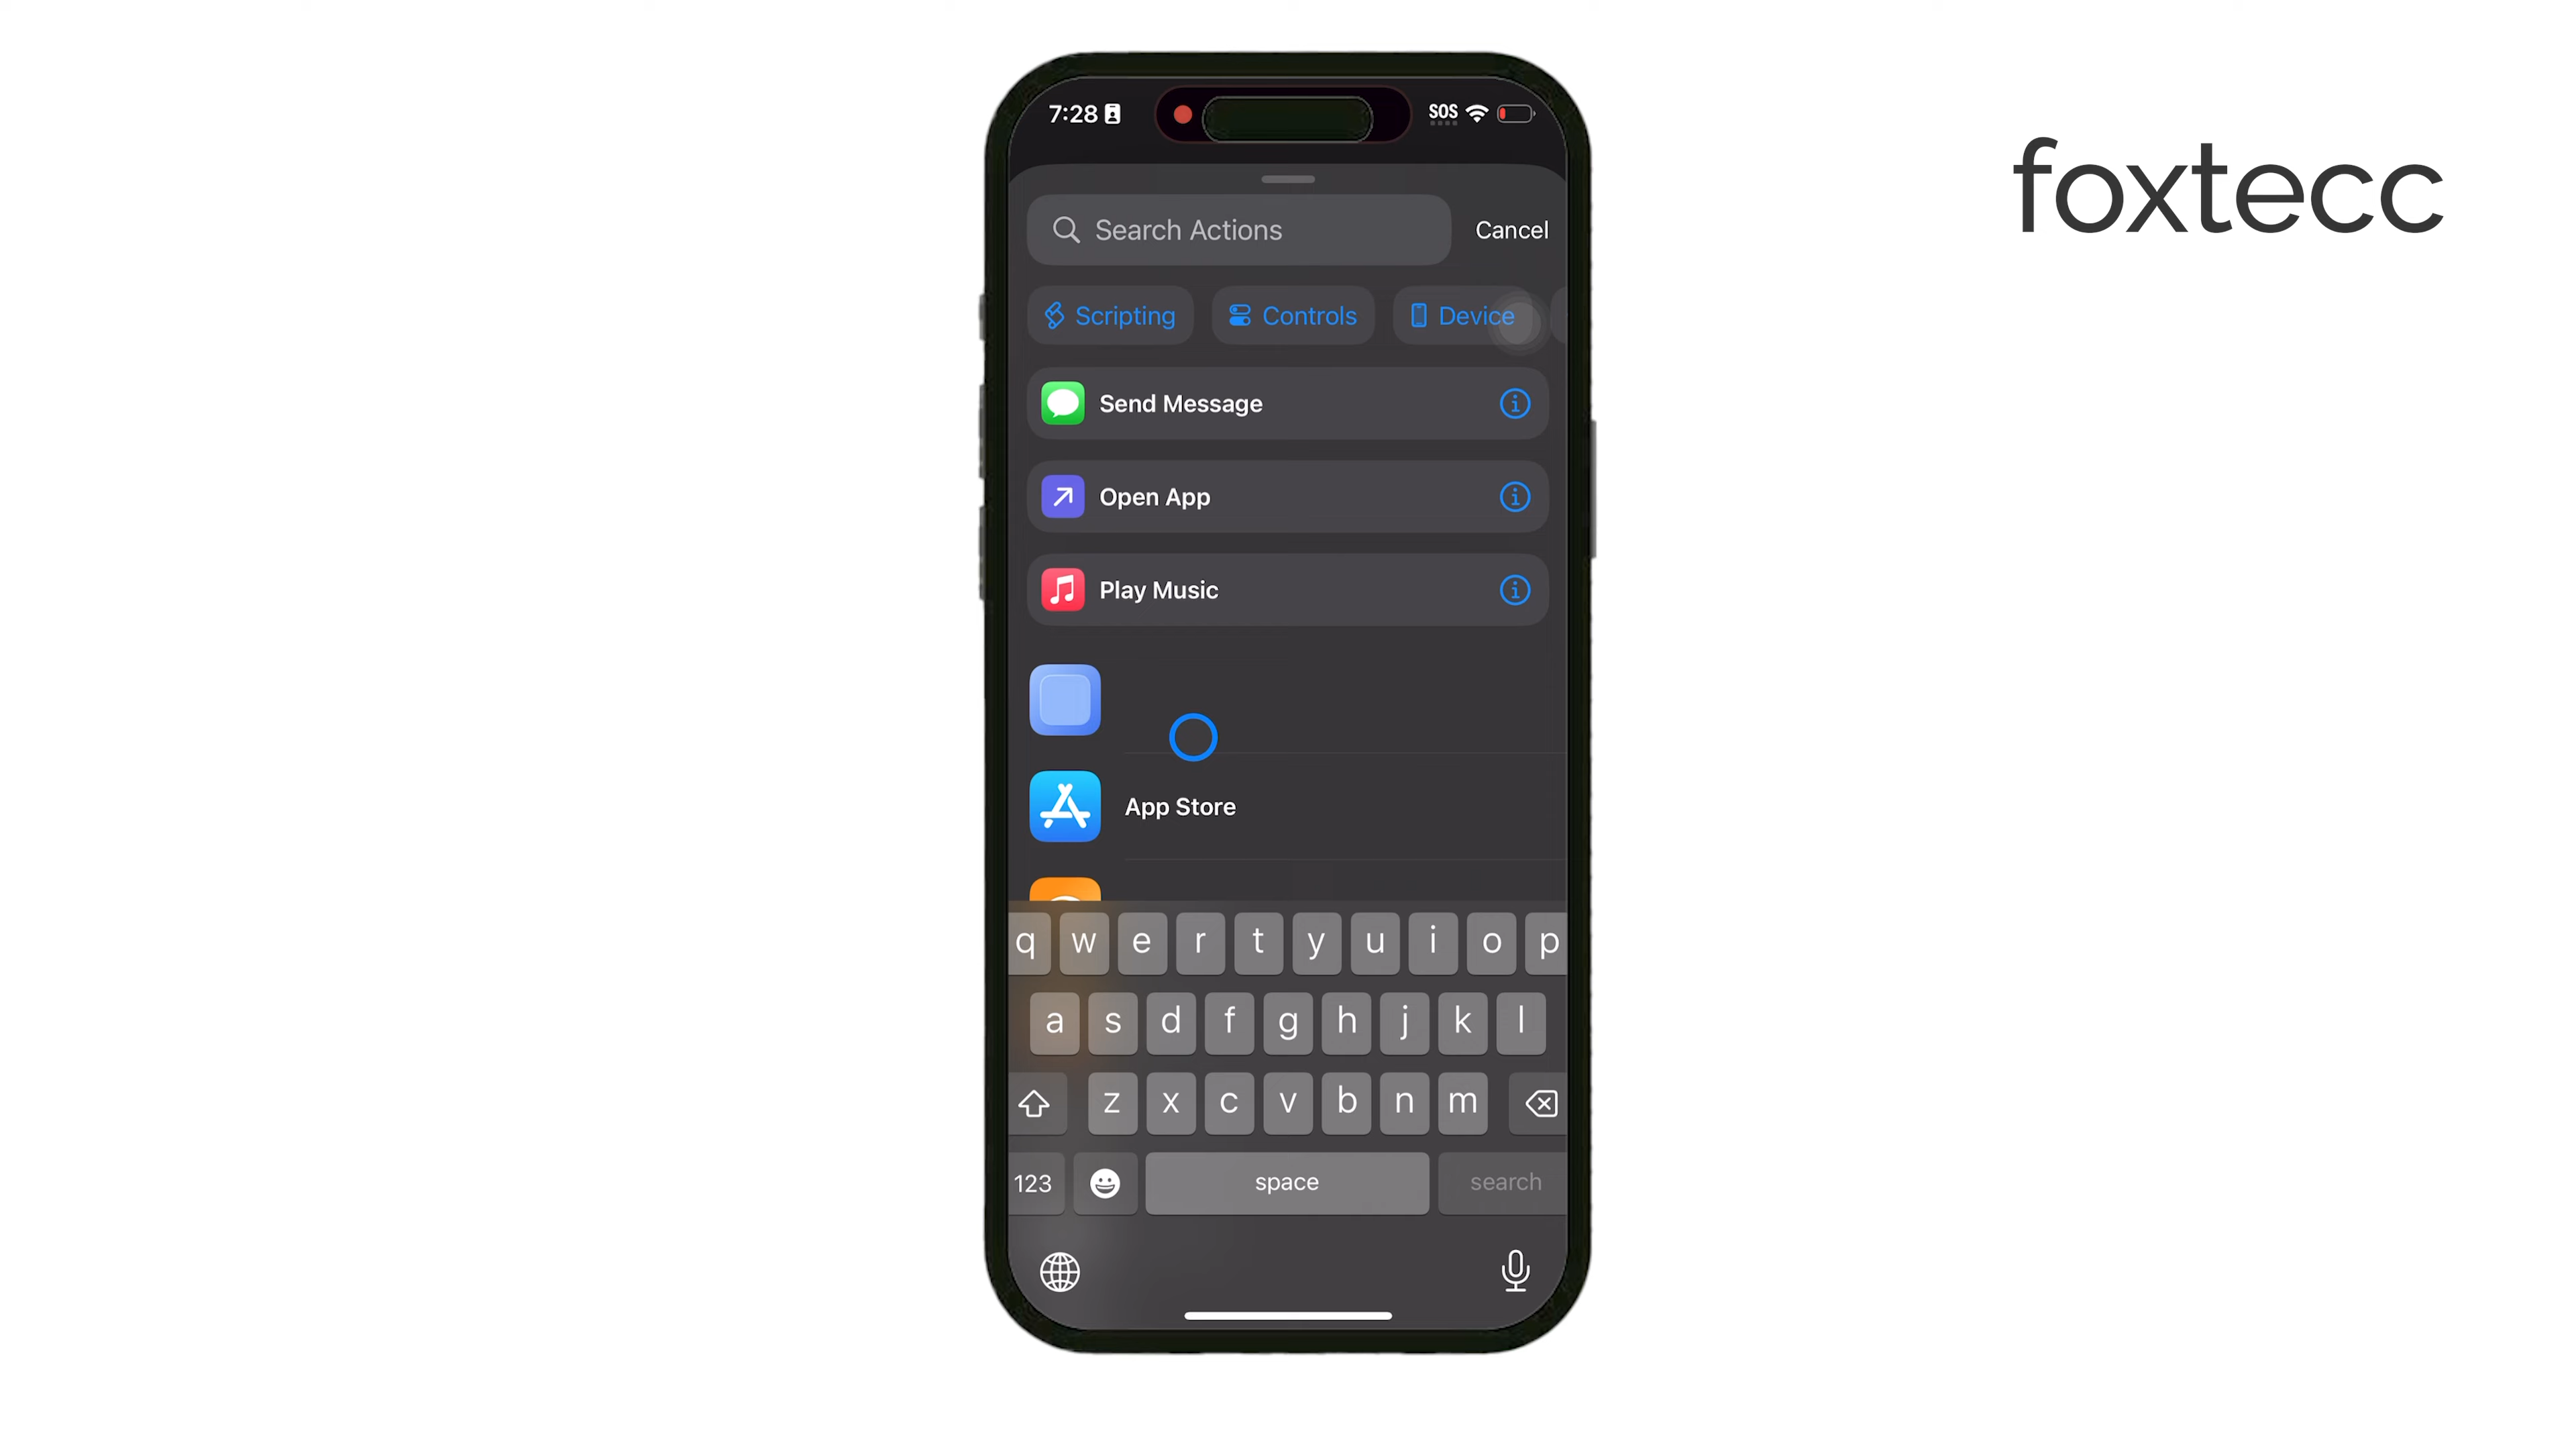 foxtecc
7:28
SOS
Search Actions
Cancel
Scripting
Controls
Device
Send Message
Open App
Play Music
App Store
q w e r t y u i o p
a s d f g h j k l
z x c v b n m
123
space
search